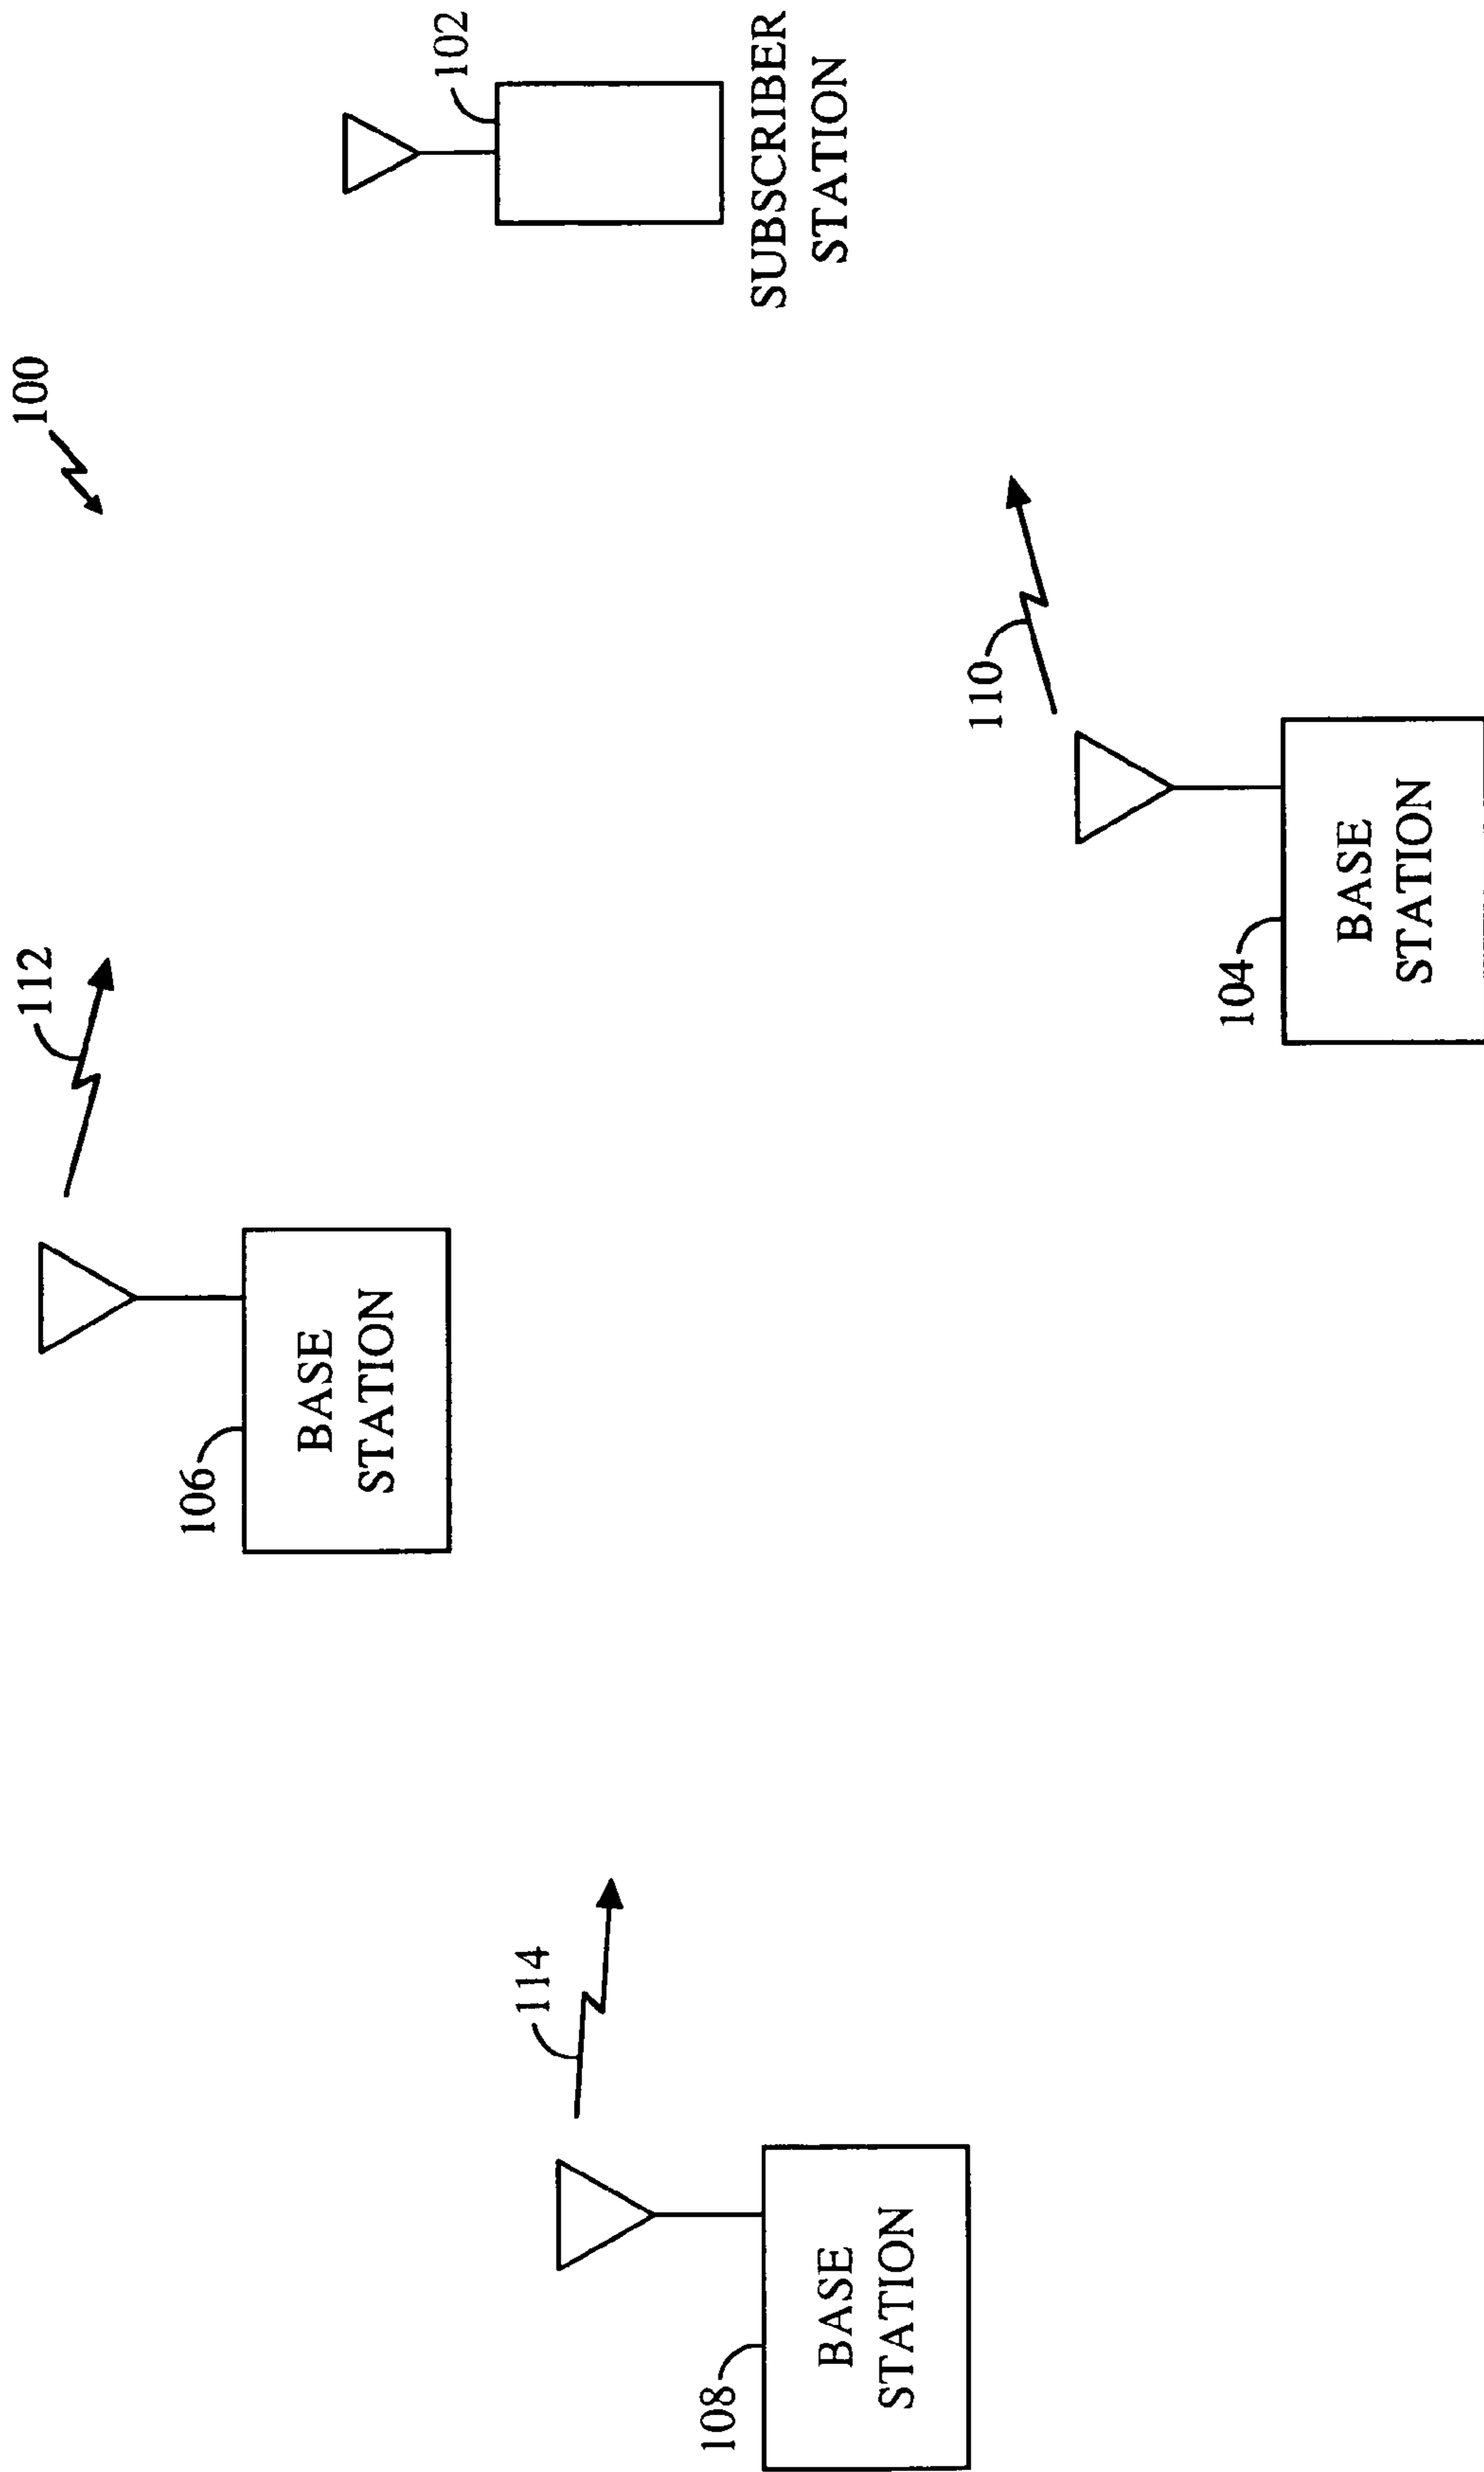 100
102
SUBSCRIBER
STATION
112
106
BASE
STATION
110
104
BASE
STATION
114
108
BASE
STATION